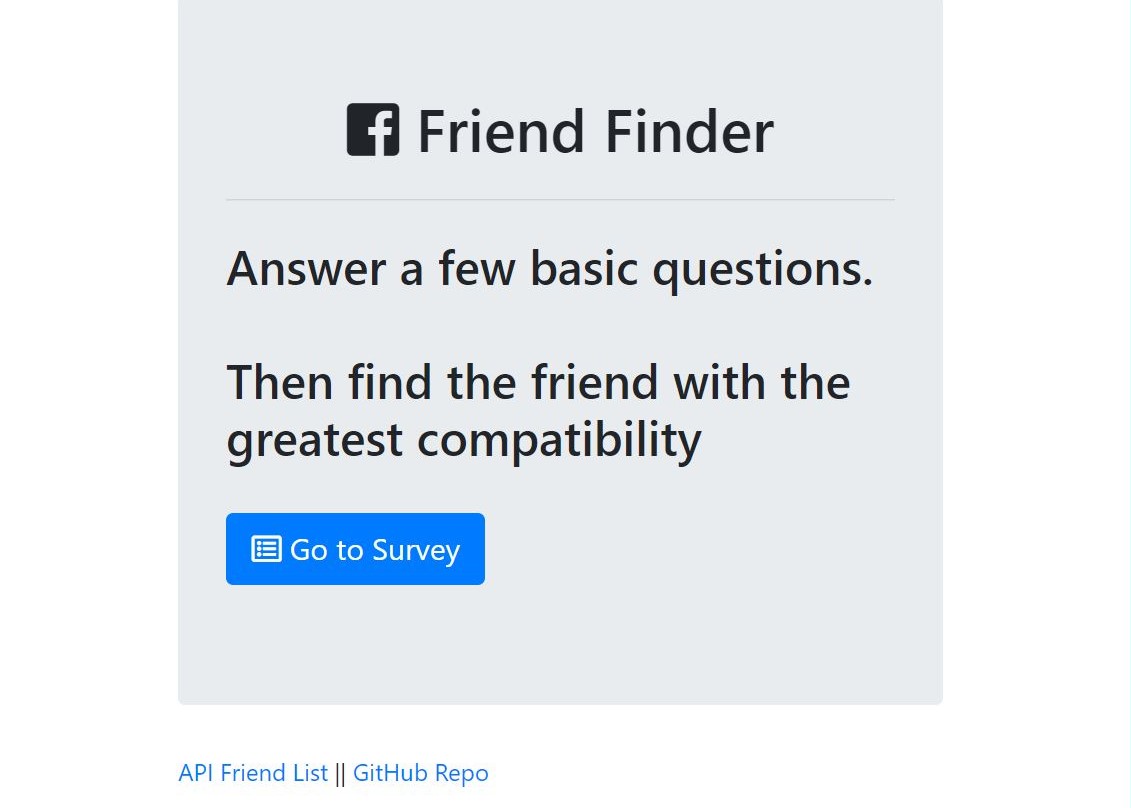 Friend Finder
Answer a few basic questions.
Then find the friend with the
greatest compatibility
Go to Survey
API Friend List || GitHub Repo